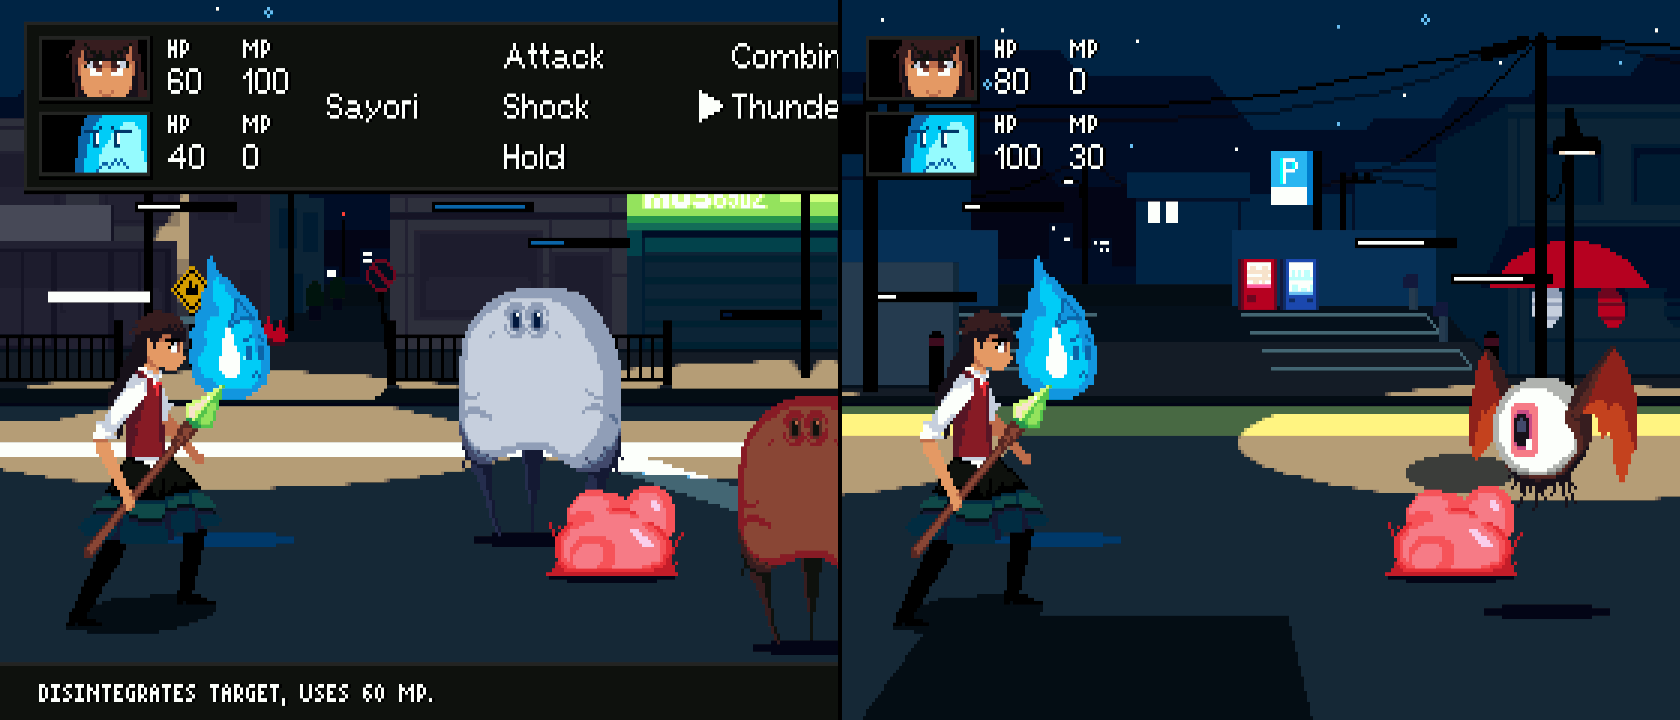 HP MP
60 100
HP MP
40 0
Sayori
Attack
Shock
Hold
Combin
Thunde
DISINTEGRATES TARGET, USES 60 MP.
HP MP
80 0
HP MP
100 30
P